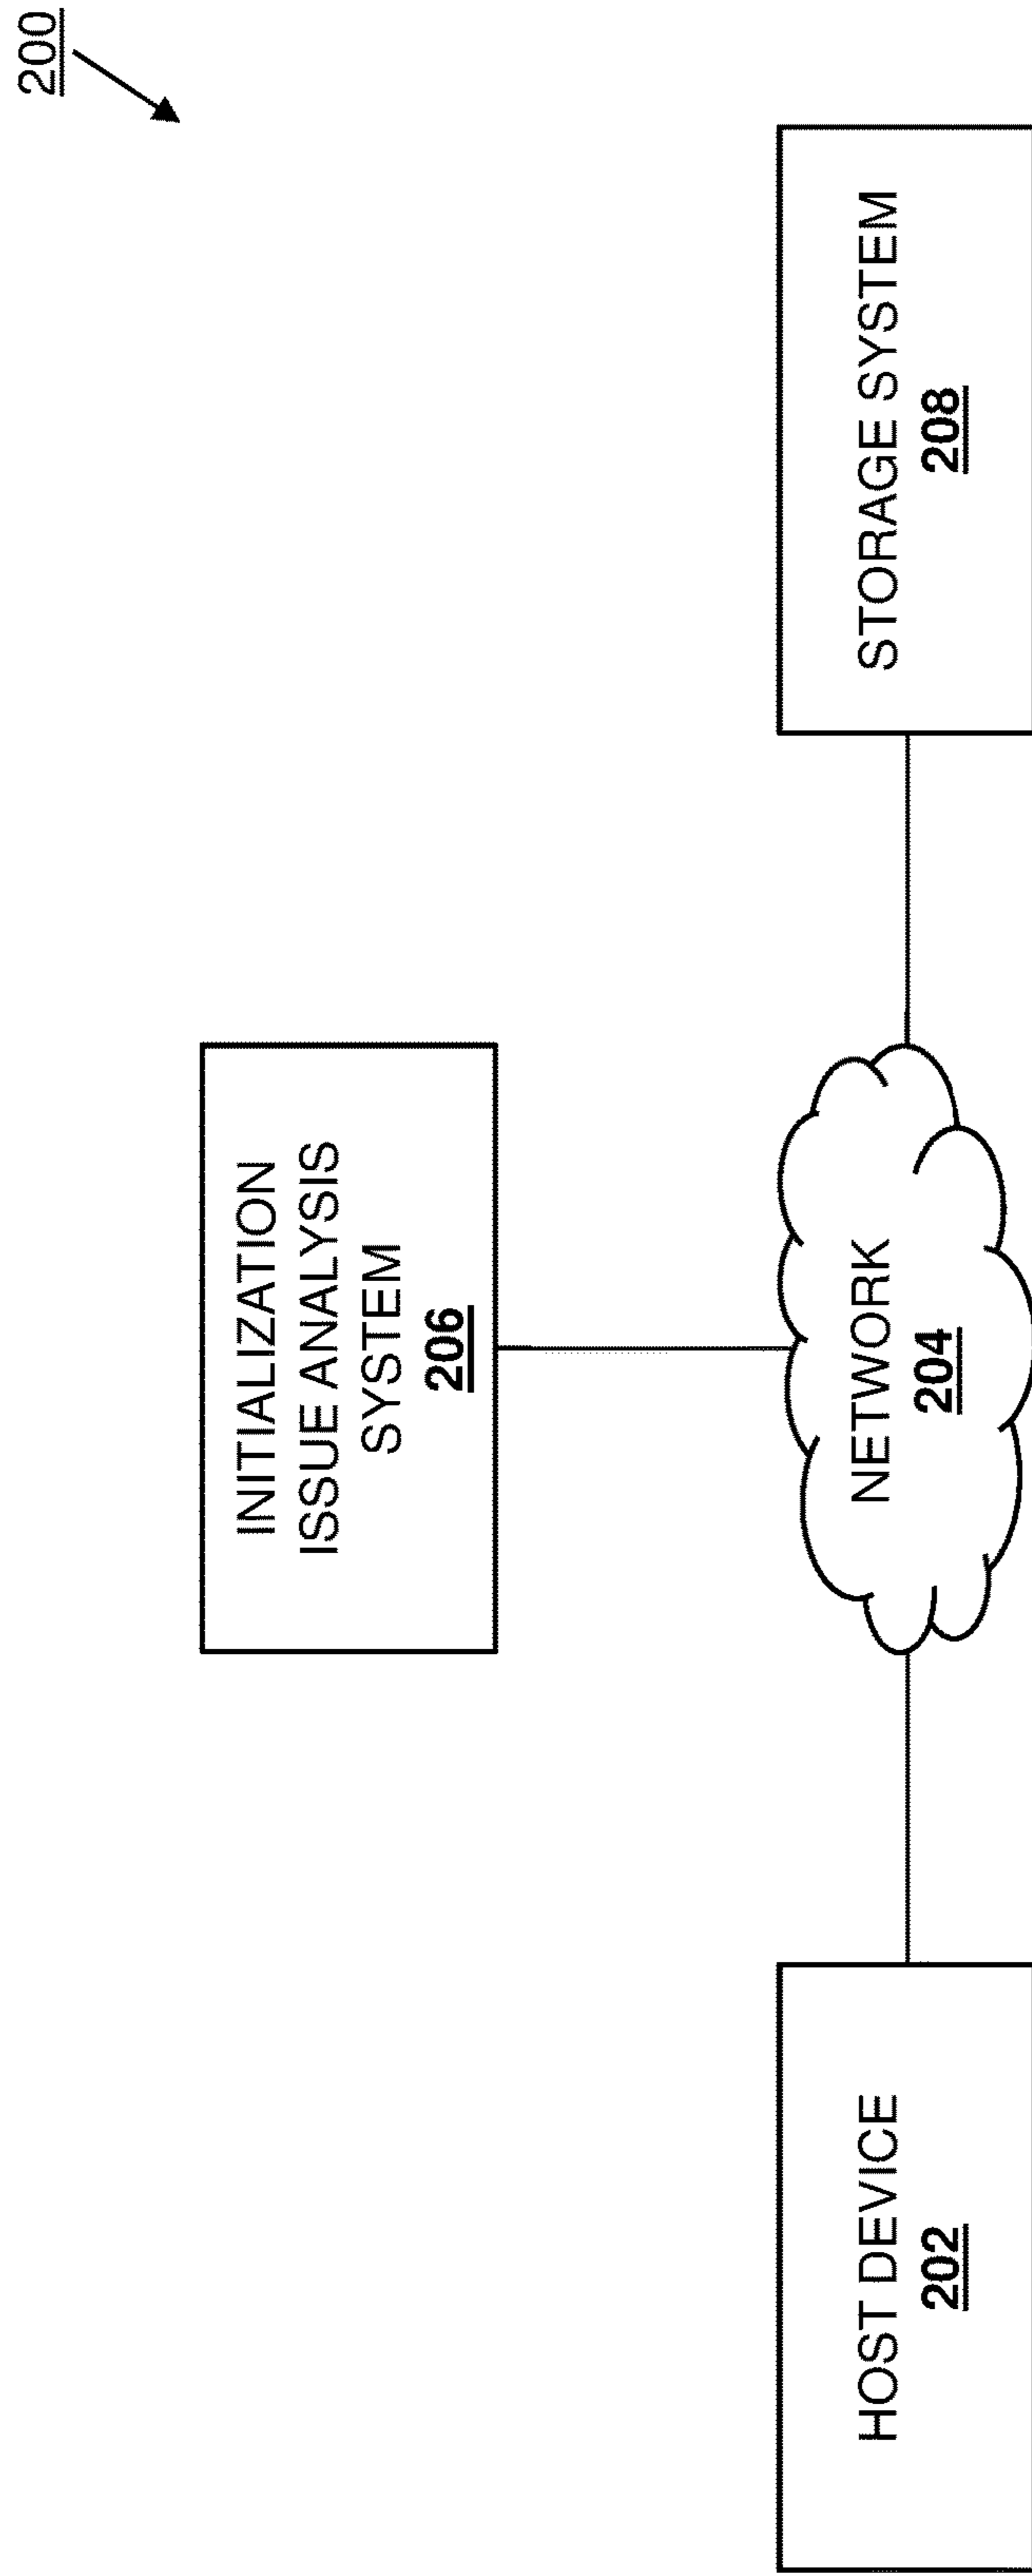 200
INITIALIZATION
ISSUE ANALYSIS
SYSTEM
206
HOST DEVICE
202
NETWORK
204
STORAGE SYSTEM
208